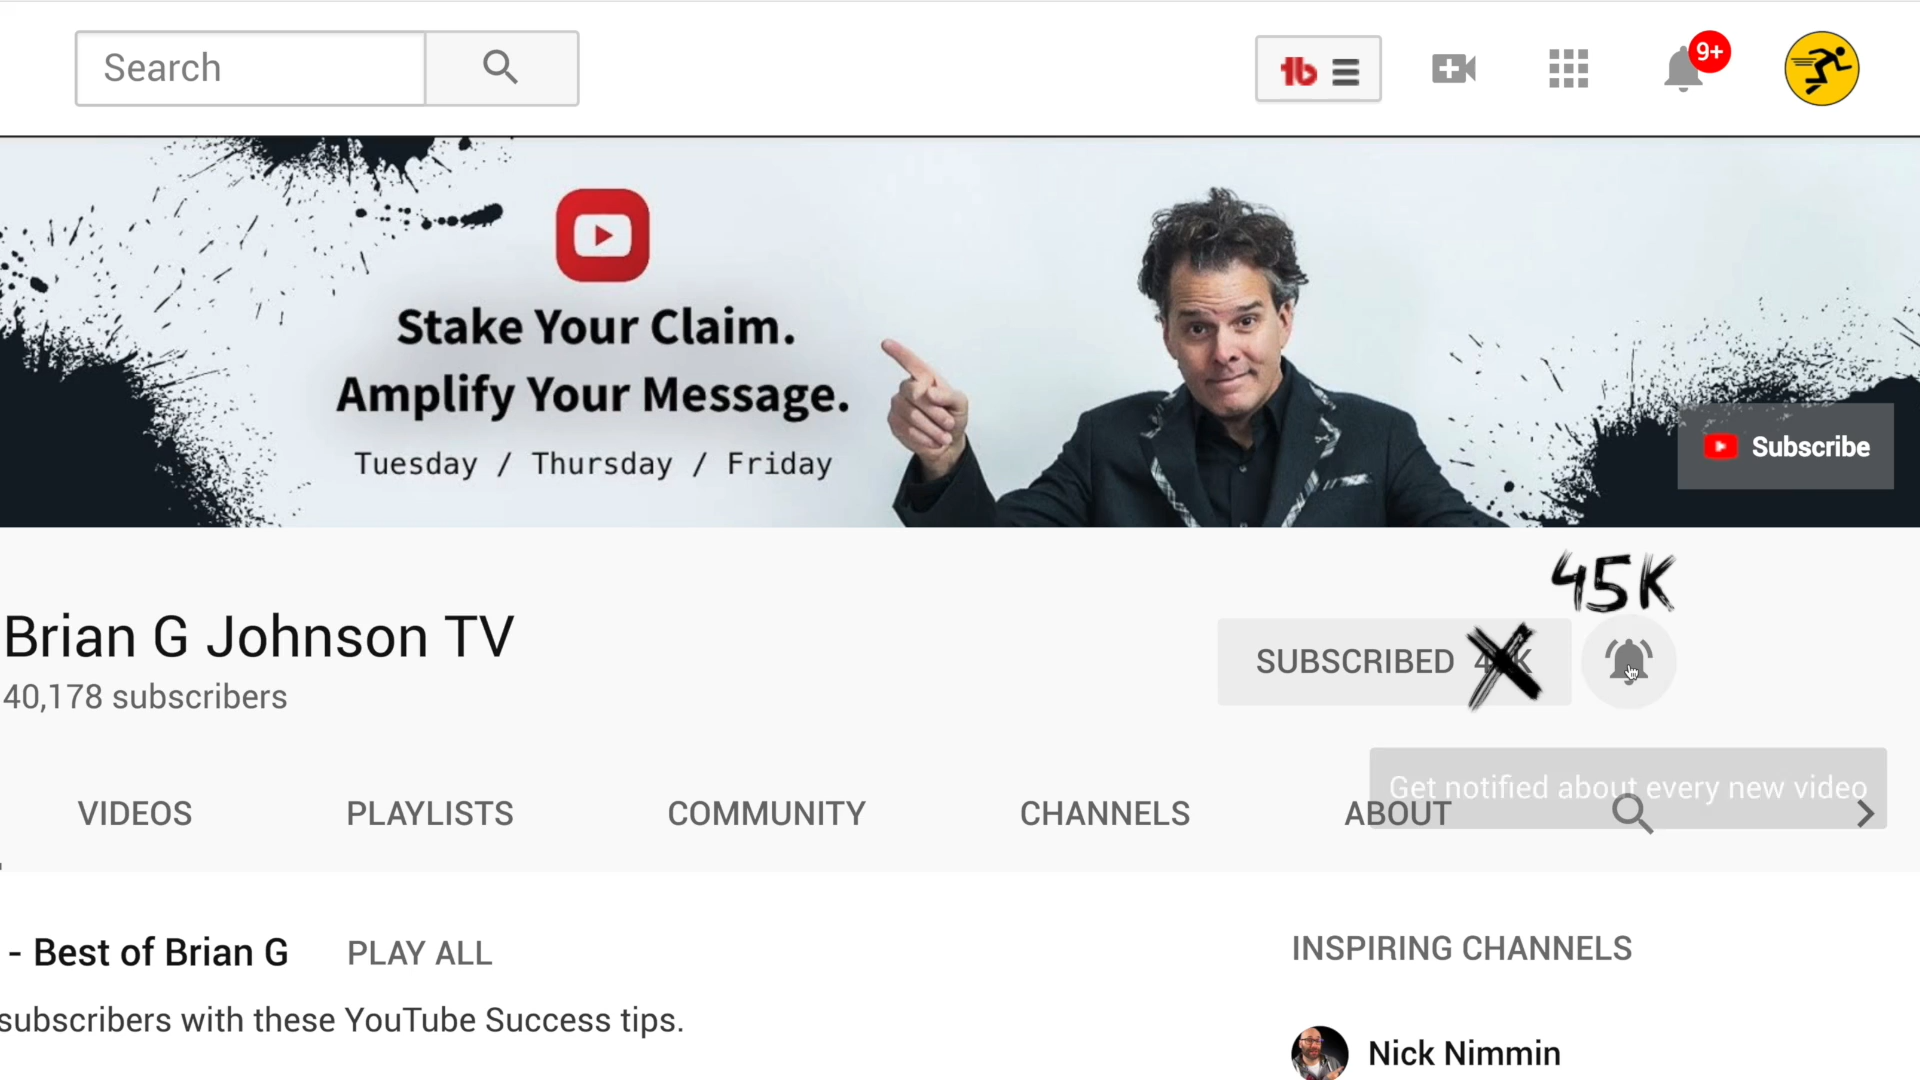 Search
1b
9+
Stake Your Claim.
Amplify Your Message.
Tuesday / Thursday / Friday
Subscribe
45K
Brian G Johnson TV
SUBSCRIBED
40,178 subscribers
Get notified about every new video
VIDEOS PLAYLISTS COMMUNITY CHANNELS ABOUT
- Best of Brian G PLAY ALL
INSPIRING CHANNELS
subscribers with these YouTube Success tips.
Nick Nimmin